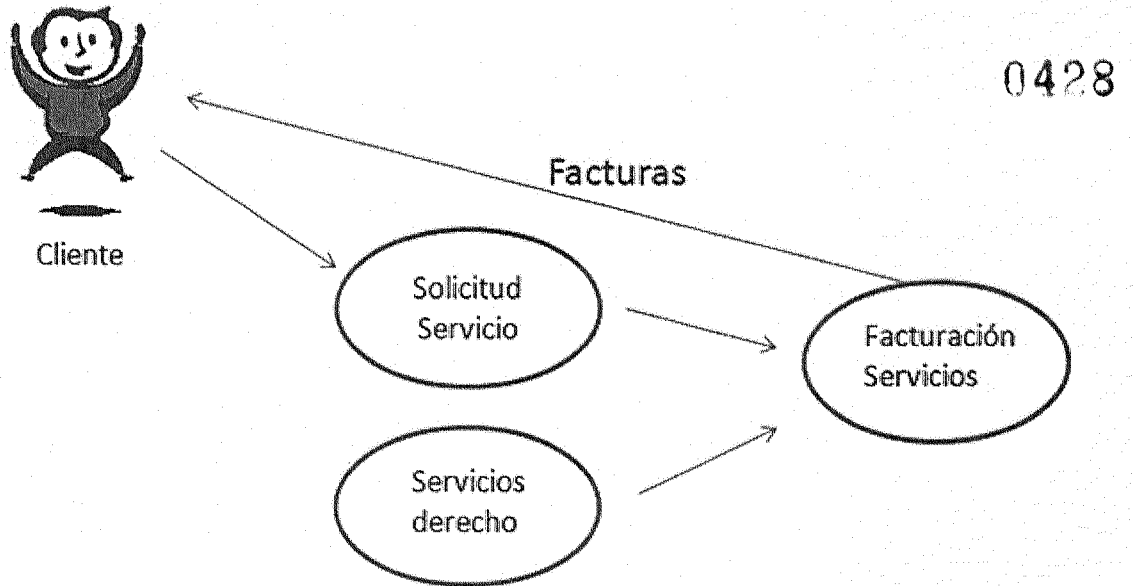 0428
Facturas
Cliente
Solicitud
Servicio
Facturación
Servicios
Servicios
derecho